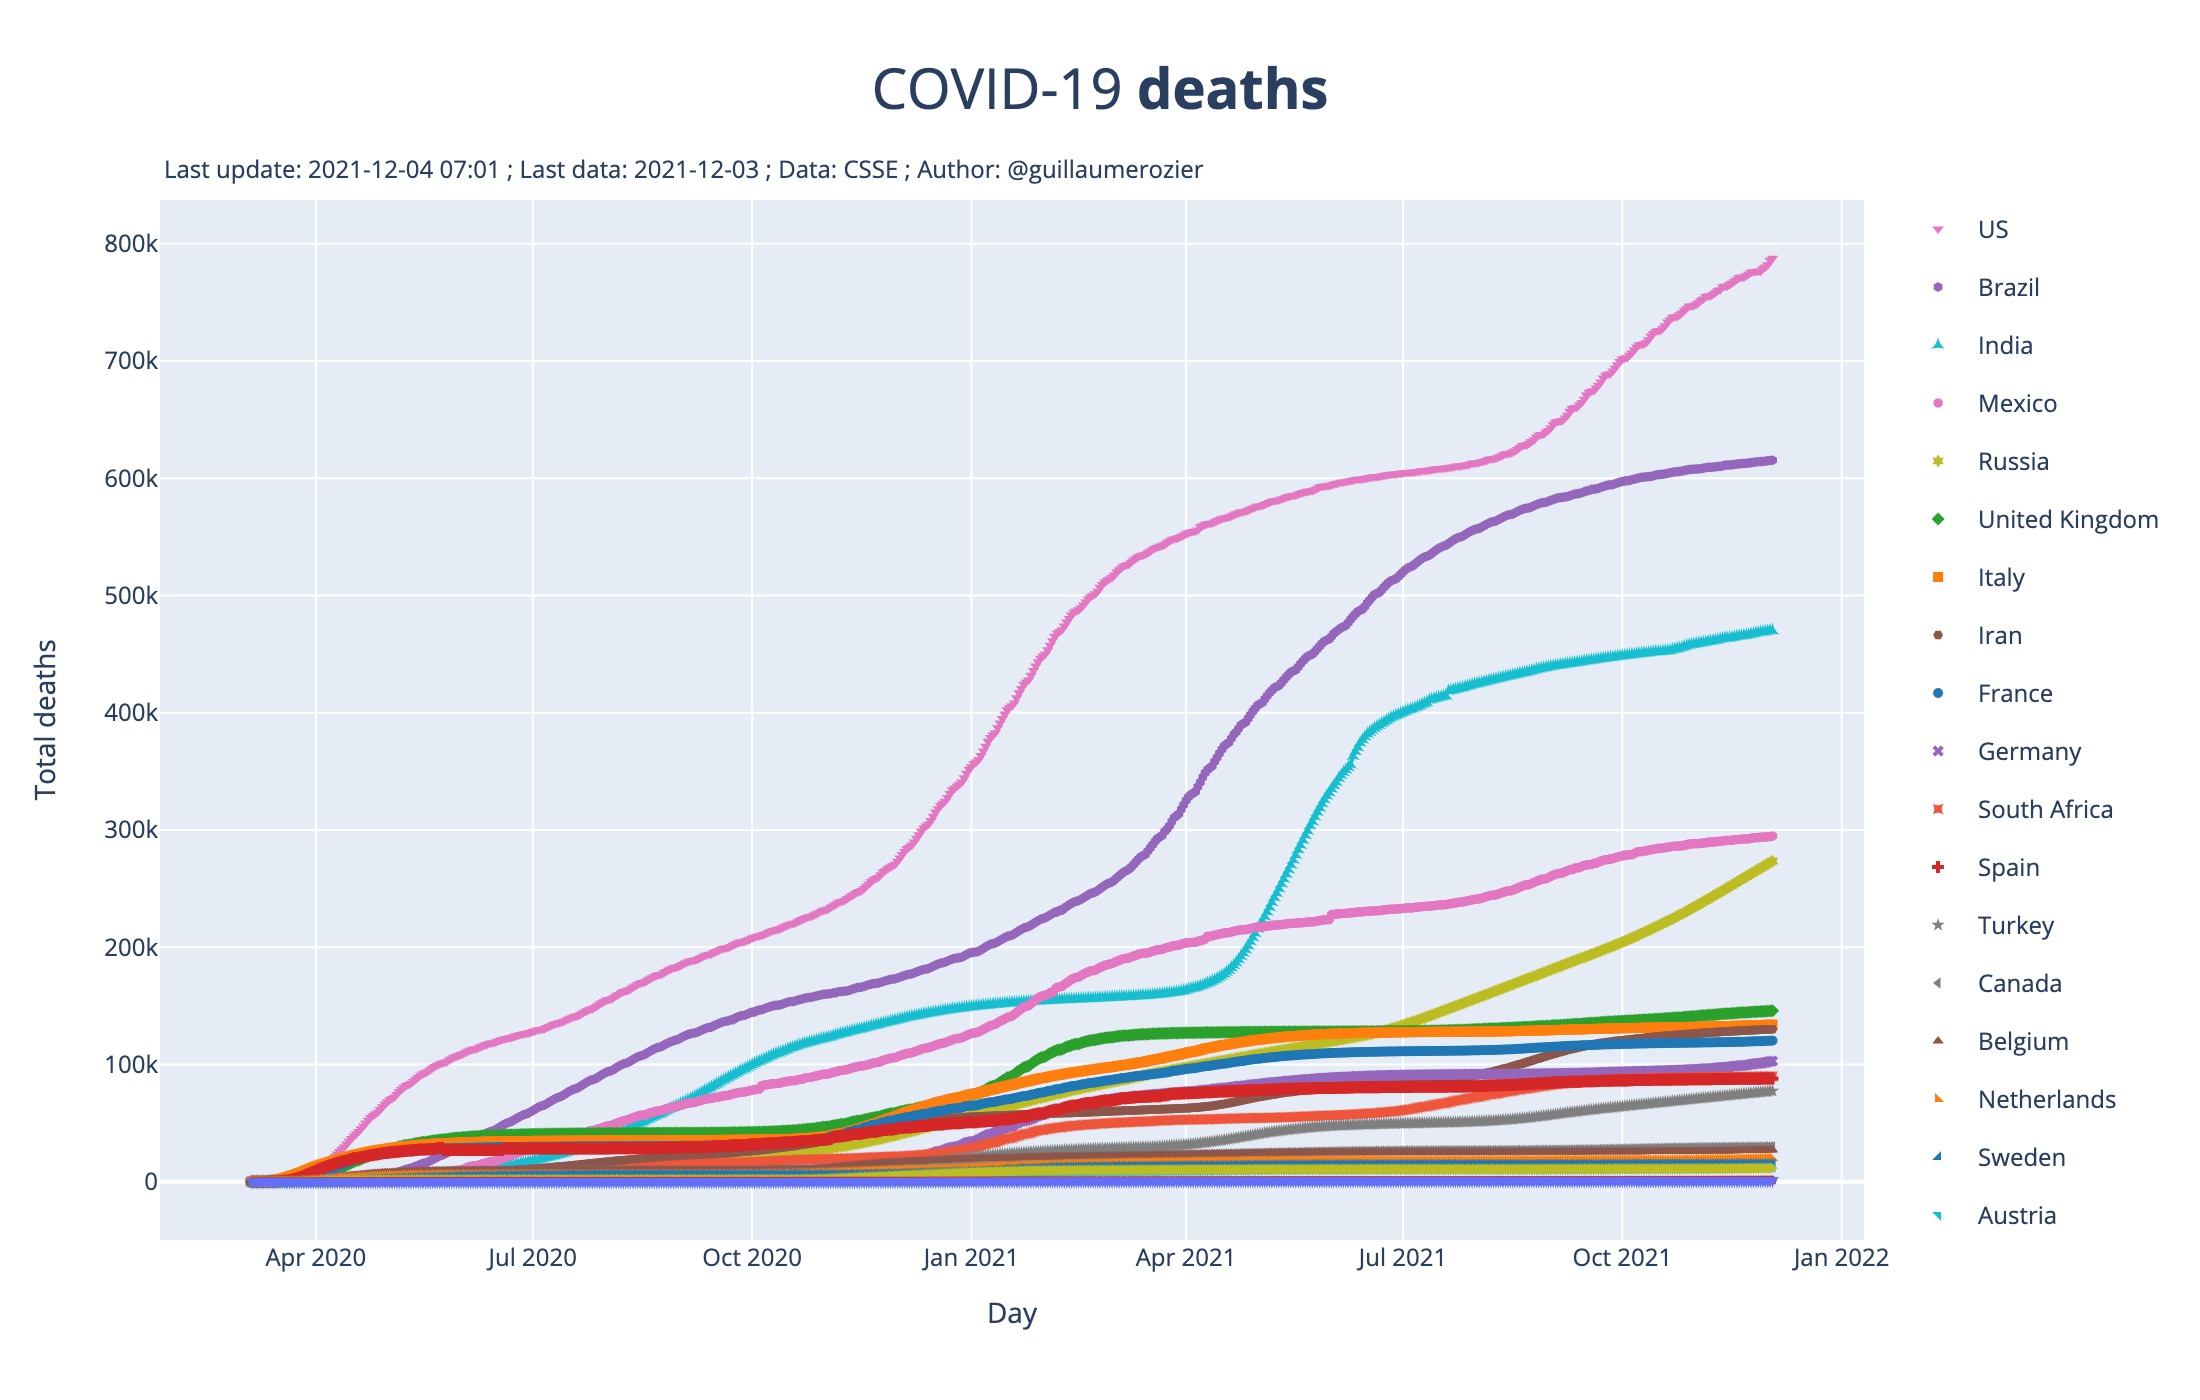 COVID-19 deaths
Last update: 2021-12-04 07:01 ; Last data: 2021-12-03 ; Data: CSSE ; Author: @guillaumerozier
800k
700k
600k
500k
400k
300k
200k
100k
0
Total deaths
Apr 2020
Jul 2020
Oct 2020
Jan 2021
Apr 2021
Jul 2021
Oct 2021
Jan 2022
Day
US
Brazil
India
Mexico
Russia
United Kingdom
Italy
Iran
France
Germany
South Africa
Spain
Turkey
Canada
Belgium
Netherlands
Sweden
Austria